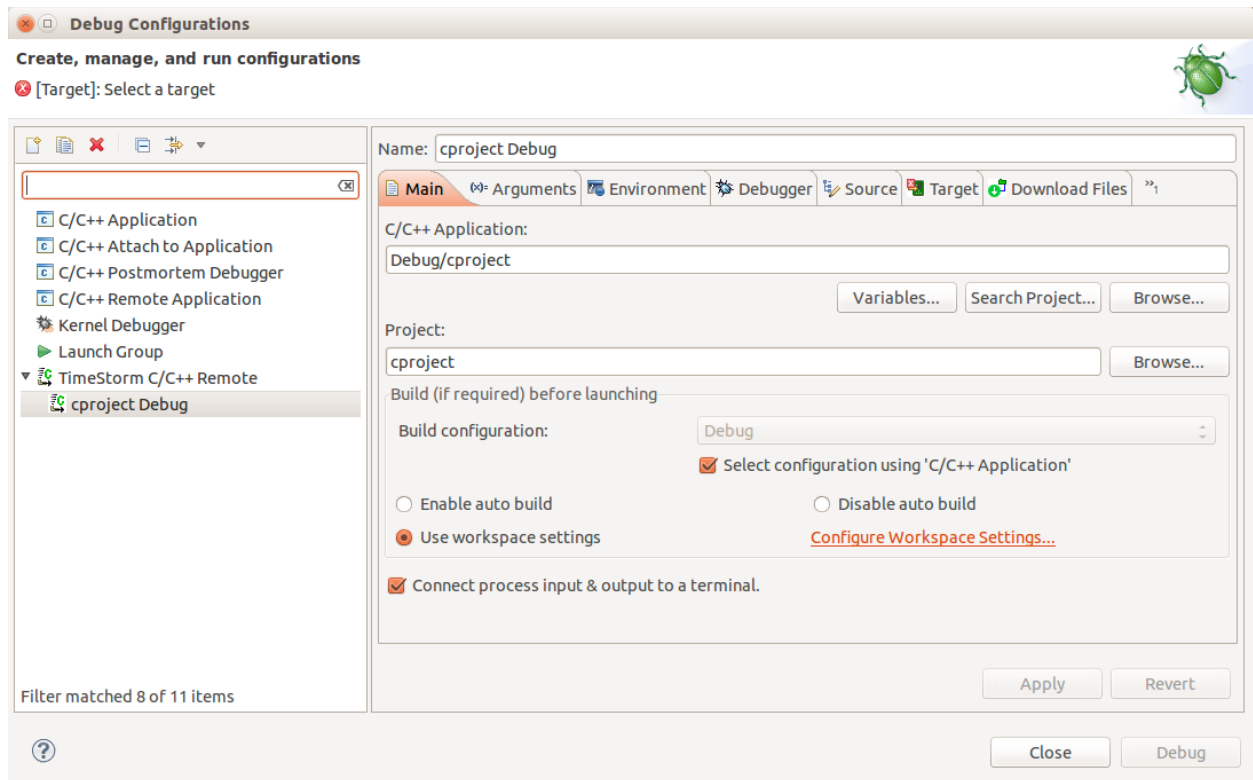 Debug Configurations
Create, manage, and run configurations
[Target]: Select a target
Name: cproject Debug
Main (x)= Arguments Environment Debugger Source Target Download Files »1
C/C++ Application
C/C++ Attach to Application
C/C++ Postmortem Debugger
C/C++ Remote Application
Kernel Debugger
Launch Group
TimeStorm C/C++ Remote
cproject Debug
Filter matched 8 of 11 items
C/C++ Application:
Debug/cproject
Variables... Search Project... Browse...
Project:
cproject Browse...
Build (if required) before launching
Build configuration: Debug
Select configuration using 'C/C++ Application'
Enable auto build Disable auto build
Use workspace settings Configure Workspace Settings...
Connect process input & output to a terminal.
Apply Revert
? Close Debug